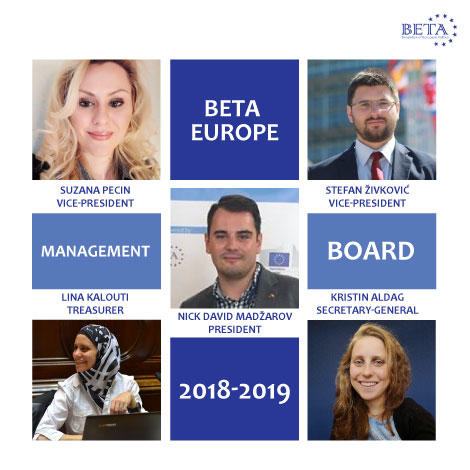 BETA
BETA
EUROPE
SUZANA PECIN
VICE-PRESIDENT
STEFAN ŽIVKOVIĆ
VICE-PRESIDENT
MANAGEMENT
BOARD
LINA KALOUTI
TREASURER
NICK DAVID MADŽAROV
PRESIDENT
KRISTIN ALDAG
SECRETARY-GENERAL
2018-2019